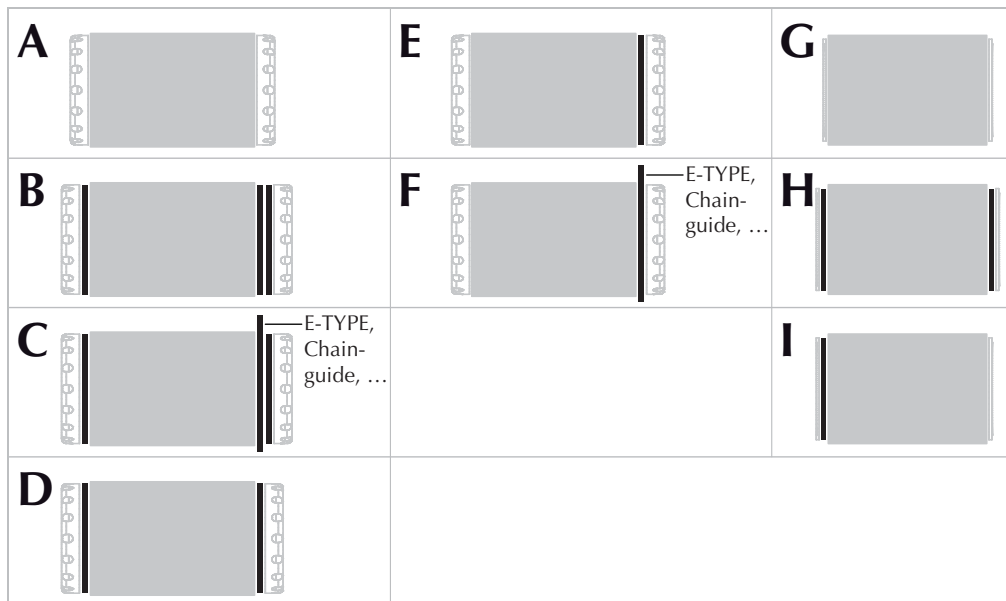 A
E
G
B
F
E-TYPE,
Chain-
guide, …
H
C
E-TYPE,
Chain-
guide, …
I
D